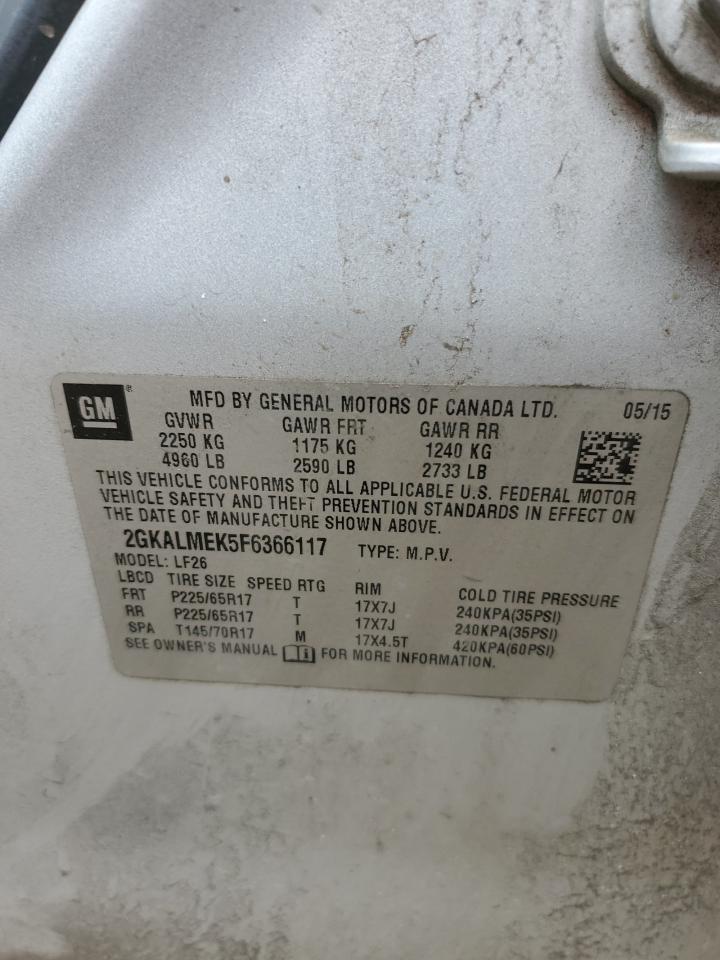 GM ®
MFD BY GENERAL MOTORS OF CANADA LTD. 05/15
GVWR GAWR FRT GAWR RR
2250 KG 1175 KG 1240 KG
4960 LB 2590 LB 2733 LB
THIS VEHICLE CONFORMS TO ALL APPLICABLE U.S. FEDERAL MOTOR
VEHICLE SAFETY AND THEFT PREVENTION STANDARDS IN EFFECT ON
THE DATE OF MANUFACTURE SHOWN ABOVE.
2GKALMEK5F6366117 TYPE: M.P.V.
MODEL: LF26
LBCD TIRE SIZE SPEED RTG RIM COLD TIRE PRESSURE
FRT P225/65R17 T 17X7J 240KPA(35PSI)
RR P225/65R17 T 17X7J 240KPA(35PSI)
SPA T145/70R17 M 17X4.5T 420KPA(60PSI)
SEE OWNER'S MANUAL FOR MORE INFORMATION.